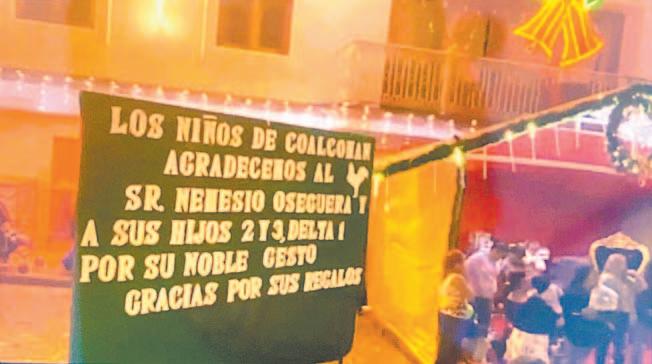 LOS NIÑOS DE COALCOMAN
AGRADECEMOS AL
SR. NEMESIO OSEGUERA Y
A SUS HIJOS 2 Y 3, DELTA 1
POR SU NOBLE GESTO
GRACIAS POR SUS REGALOS